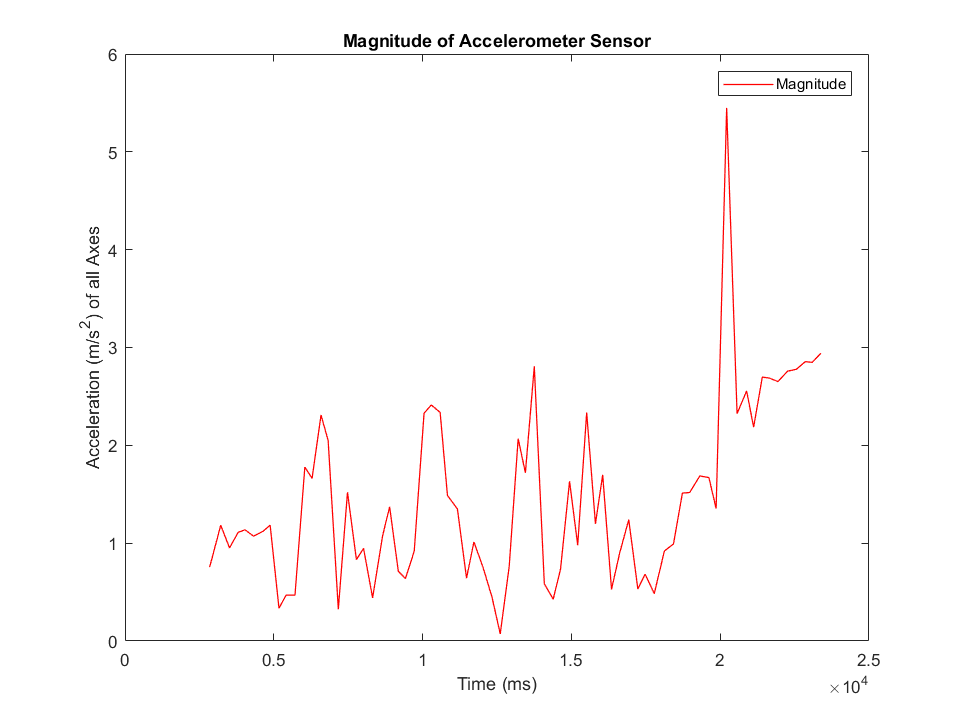 Magnitude of Accelerometer Sensor
Magnitude
6
5
4
3
2
1
0
Acceleration (m/s²) of all Axes
0 0.5 1 1.5 2 2.5
Time (ms)
×10⁴